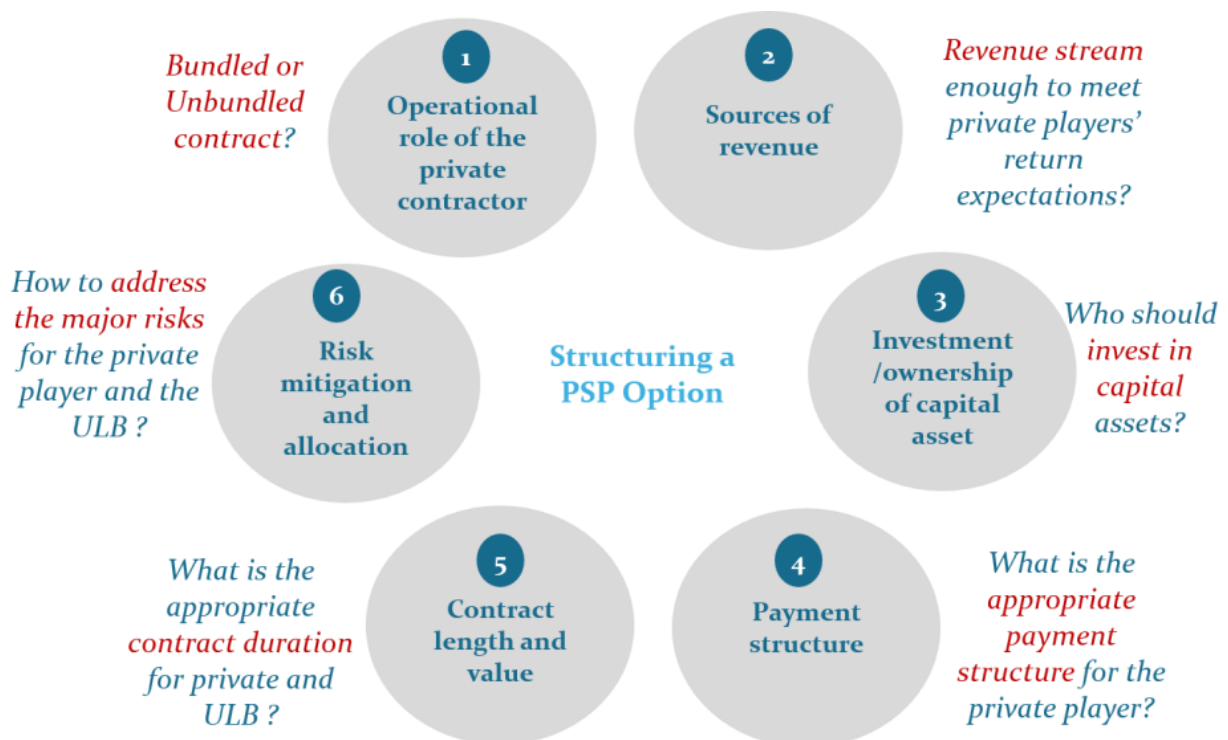 Bundled or
Unbundled
contract?
1
Operational
role of the
private
contractor
2
Sources of
revenue
Revenue stream
enough to meet
private players’
return
expectations?
How to address
the major risks
for the private
player and the
ULB ?
6
Risk
mitigation
and
allocation
Structuring a
PSP Option
3
Investment
/ownership
of capital
asset
Who should
invest in
capital
assets?
What is the
appropriate
contract duration
for private and
ULB ?
5
Contract
length and
value
4
Payment
structure
What is the
appropriate
payment
structure for the
private player?